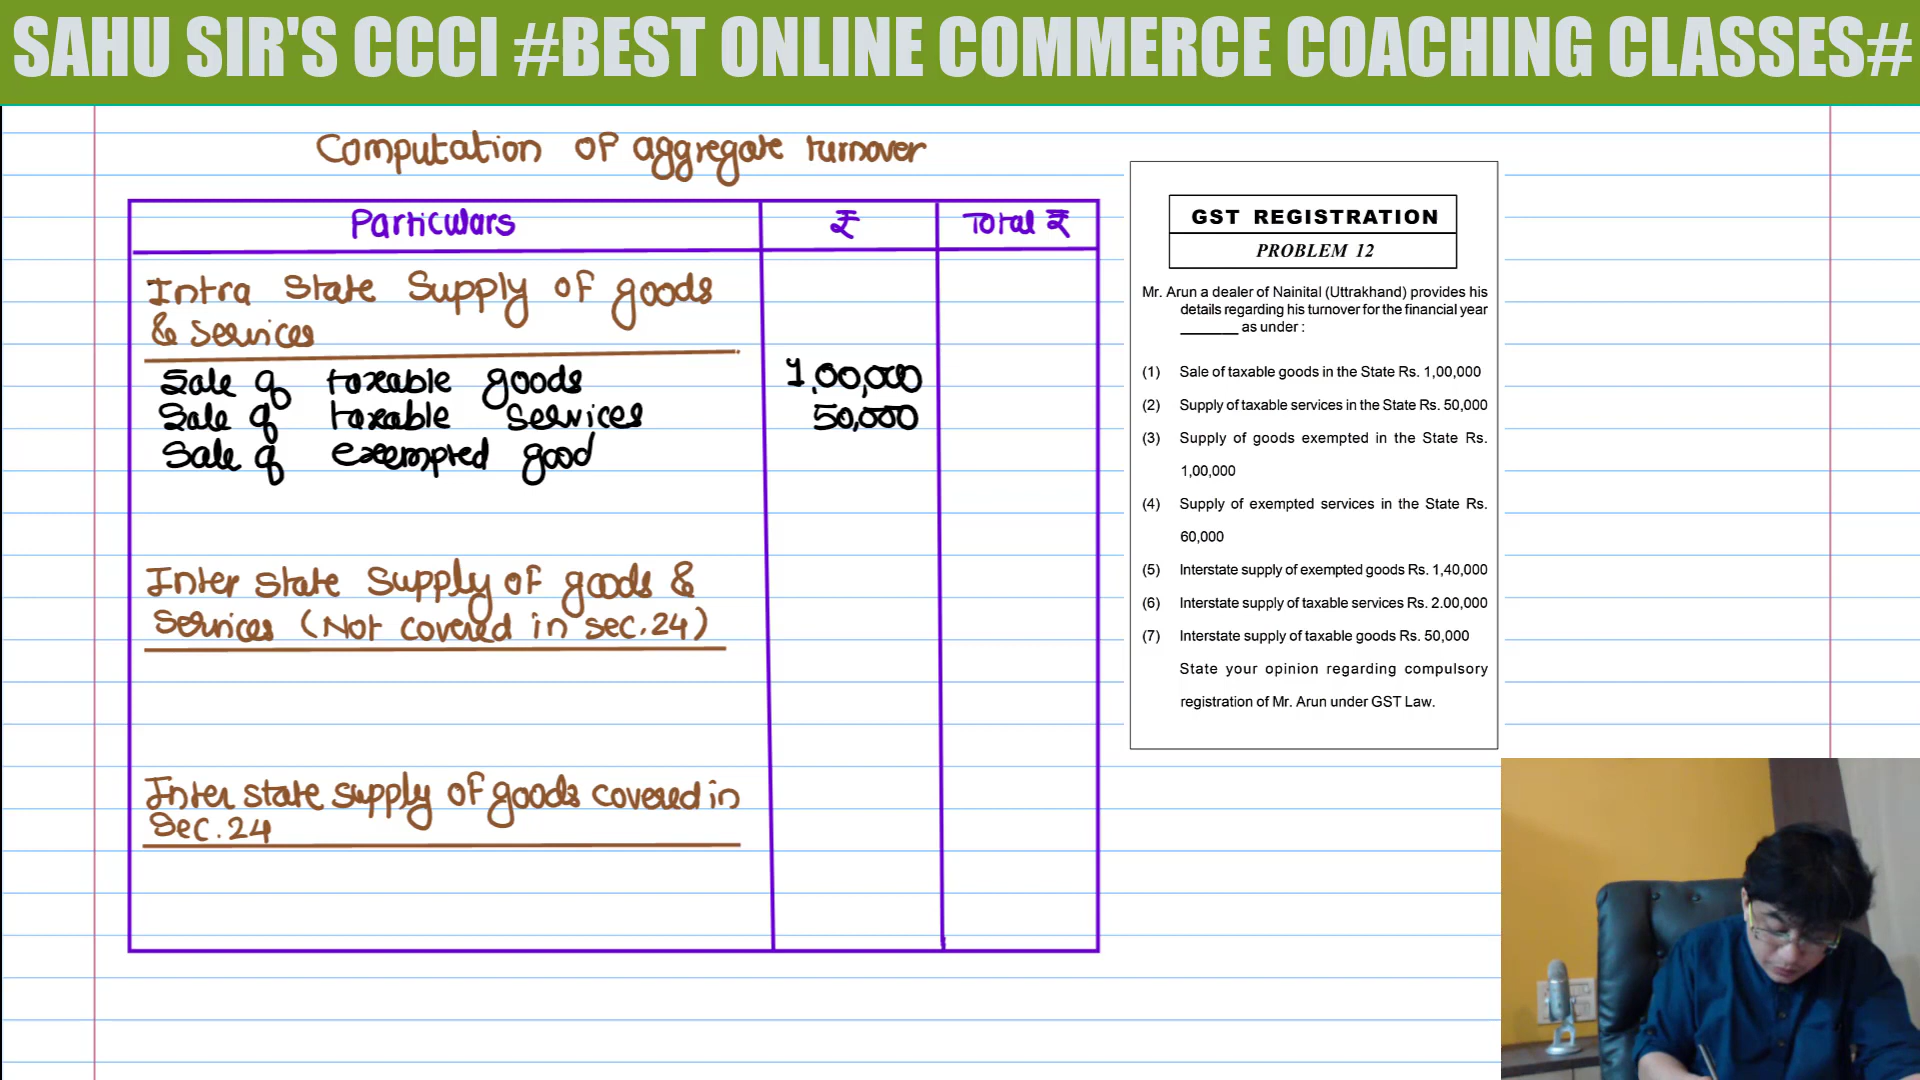 SAHU SIR'S CCCI #BEST ONLINE COMMERCE COACHING CLASSES#
Computation of aggregate turnover
Particulars ₹ Total ₹
Intra State Supply of goods
& Services
Sale of taxable goods 1,00,000
Sale of taxable services 50,000
Sale of exempted good
Inter state supply of goods &
Services (Not covered in sec.24)
Inter state supply of goods covered in
Sec.24
GST REGISTRATION
PROBLEM 12
Mr. Arun a dealer of Nainital (Uttrakhand) provides his
details regarding his turnover for the financial year
_______ as under :
(1) Sale of taxable goods in the State Rs. 1,00,000
(2) Supply of taxable services in the State Rs. 50,000
(3) Supply of goods exempted in the State Rs.
1,00,000
(4) Supply of exempted services in the State Rs.
60,000
(5) Interstate supply of exempted goods Rs. 1,40,000
(6) Interstate supply of taxable services Rs. 2.00,000
(7) Interstate supply of taxable goods Rs. 50,000
State your opinion regarding compulsory
registration of Mr. Arun under GST Law.